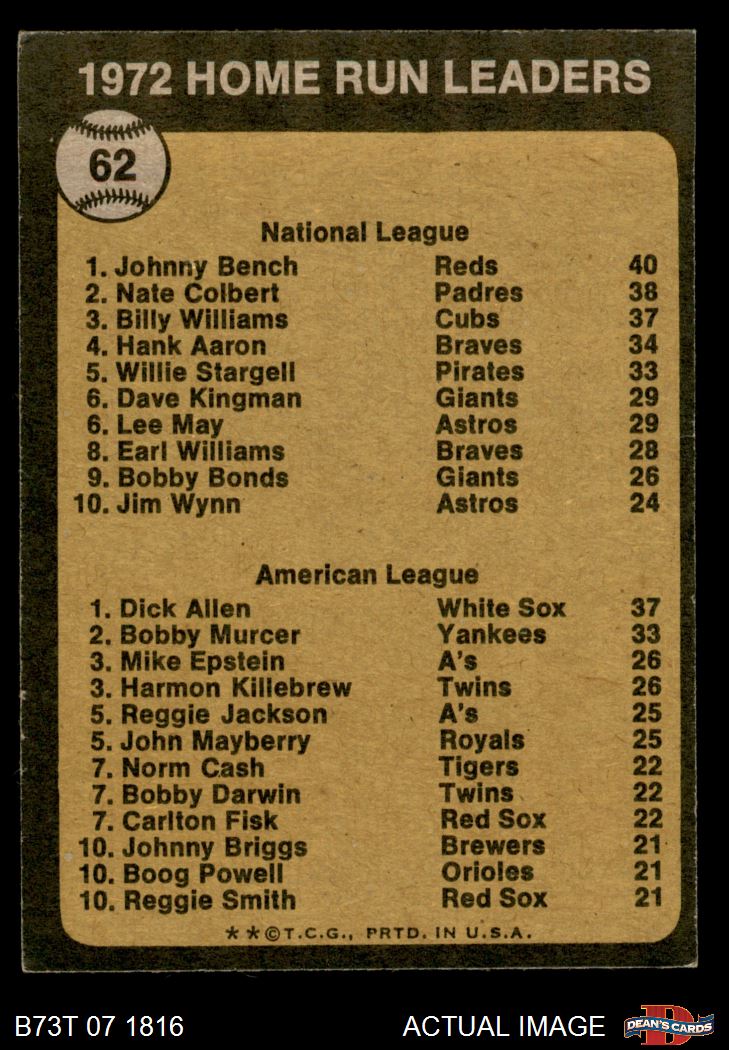 1972 HOME RUN LEADERS
62
National League
1. Johnny Bench Reds 40
2. Nate Colbert Padres 38
3. Billy Williams Cubs 37
4. Hank Aaron Braves 34
5. Willie Stargell Pirates 33
6. Dave Kingman Giants 29
6. Lee May Astros 29
8. Earl Williams Braves 28
9. Bobby Bonds Giants 26
10. Jim Wynn Astros 24
American League
1. Dick Allen White Sox 37
2. Bobby Murcer Yankees 33
3. Mike Epstein A's 26
3. Harmon Killebrew Twins 26
5. Reggie Jackson A's 25
5. John Mayberry Royals 25
7. Norm Cash Tigers 22
7. Bobby Darwin Twins 22
7. Carlton Fisk Red Sox 22
10. Johnny Briggs Brewers 21
10. Boog Powell Orioles 21
10. Reggie Smith Red Sox 21
**©T.C.G., PRTD. IN U.S.A.
B73T 07 1816 ACTUAL IMAGE D DEAN'S CARDS